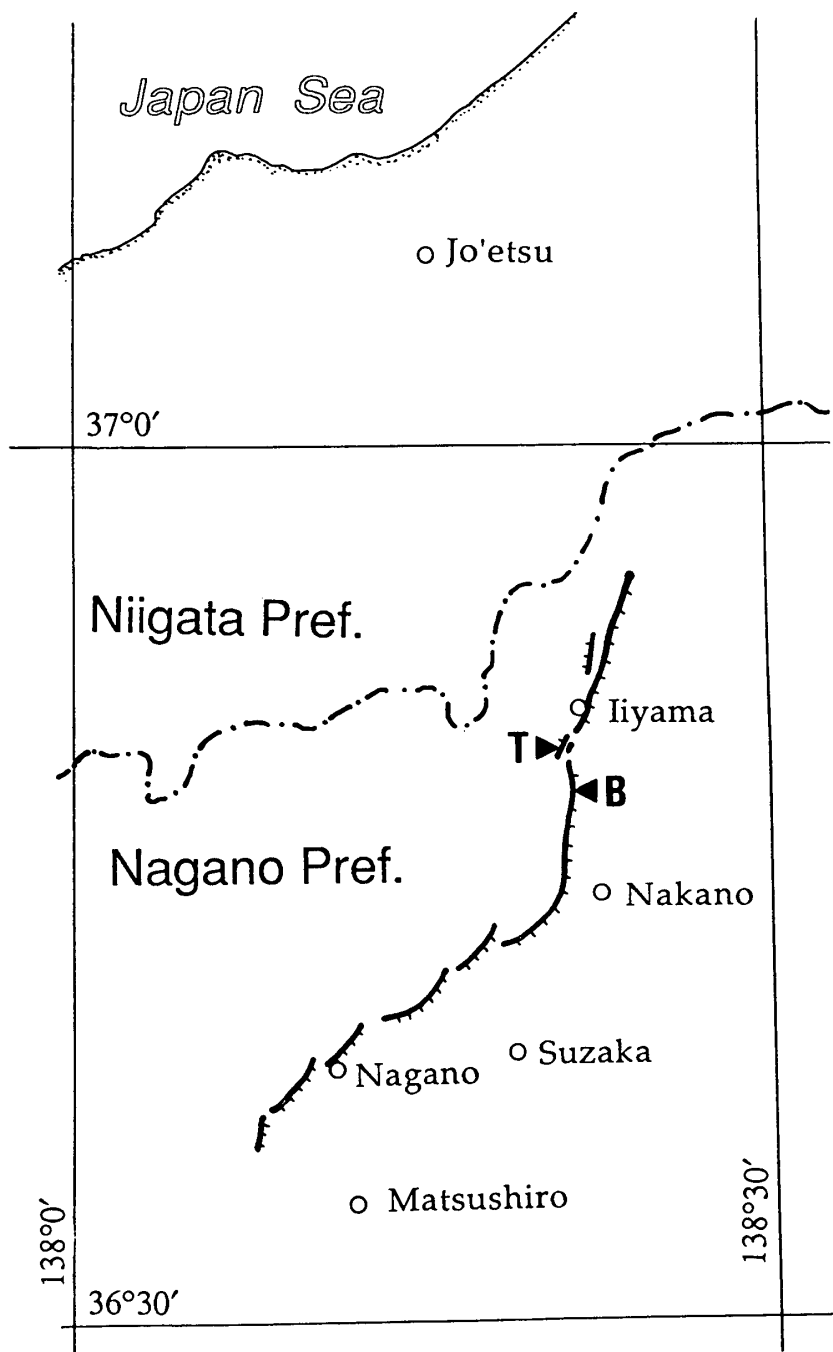 Japan Sea
Jo'etsu
37°0′
Niigata Pref.
Iiyama
T
B
Nagano Pref.
Nakano
Suzaka
Nagano
Matsushiro
138°0′
138°30′
36°30′